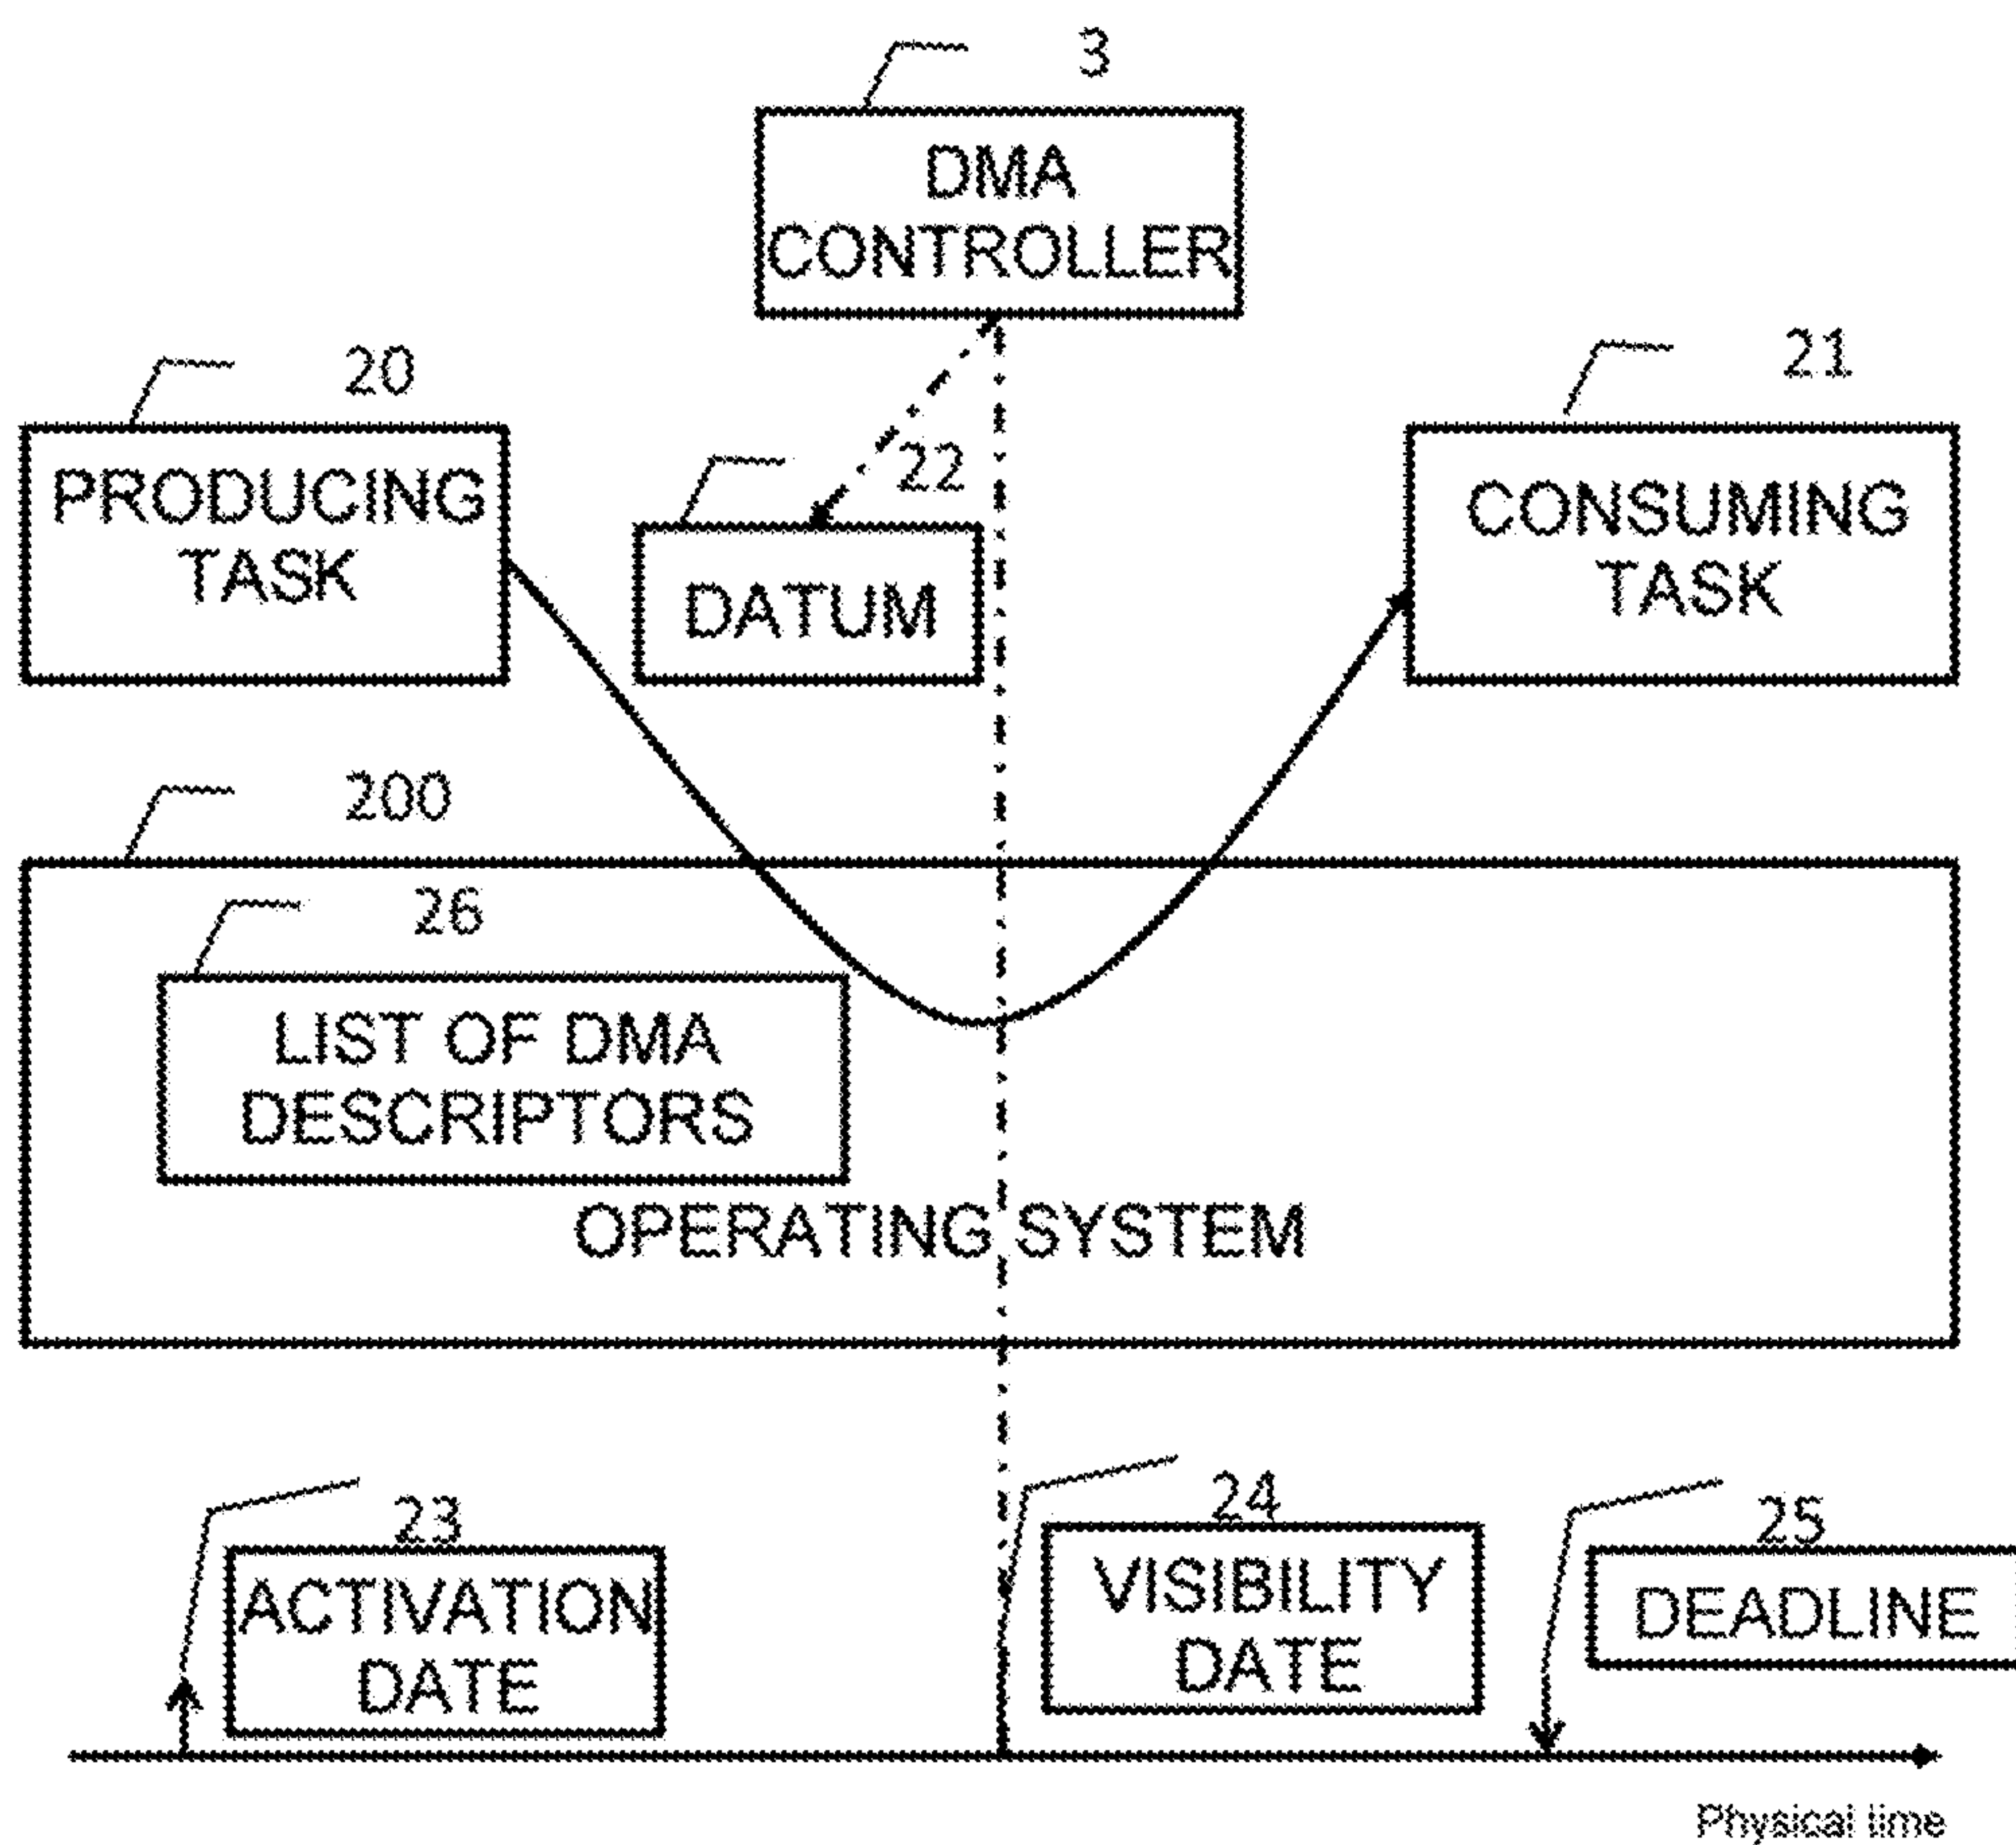 3
DMA
CONTROLLER
20
21
PRODUCING
TASK
22
DATUM
CONSUMING
TASK
200
26
LIST OF DMA
DESCRIPTORS
OPERATING SYSTEM
23
ACTIVATION
DATE
24
VISIBILITY
DATE
25
DEADLINE
Physical time